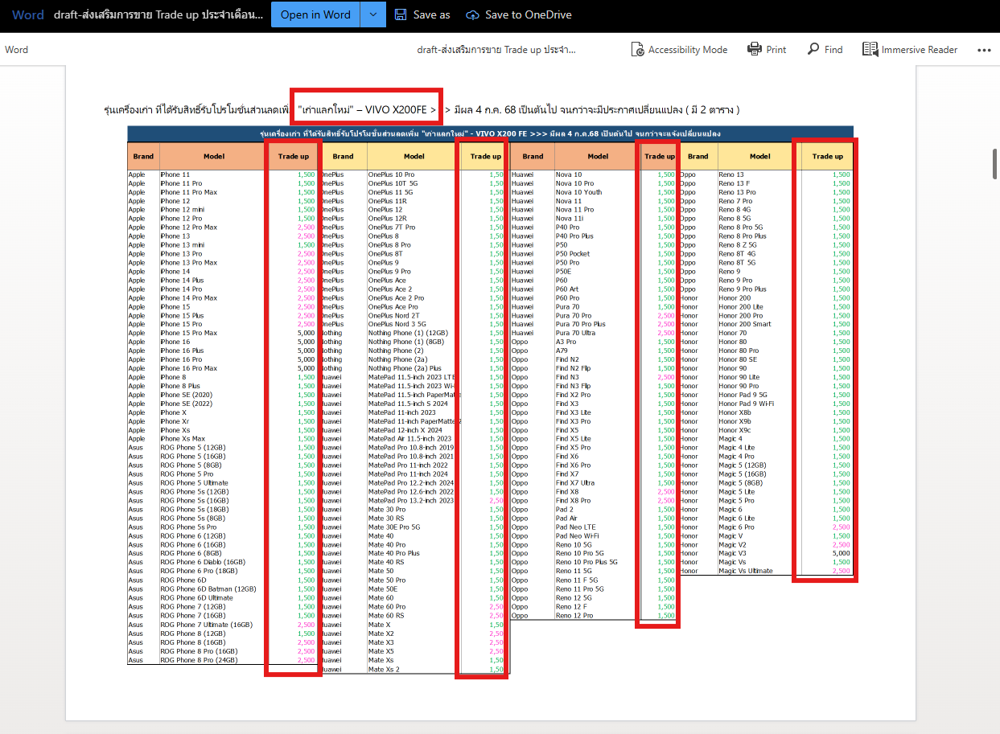 Word draft-ส่งเสริมการขาย Trade up ประจำเดือน... Open in Word Save as Save to OneDrive
Word draft-ส่งเสริมการขาย Trade up ประจำ... Accessibility Mode Print Find Immersive Reader ...
รุ่นเครื่องเก่า ที่ได้รับสิทธิ์รับโปรโมชั่นส่วนลดเพิ่ม "เก่าแลกใหม่" – VIVO X200FE >> มีผล 4 ก.ค. 68 เป็นต้นไป จนกว่าจะมีประกาศเปลี่ยนแปลง ( มี 2 ตาราง )
รุ่นเครื่องเก่า ที่ได้รับสิทธิ์รับโปรโมชั่นส่วนลดเพิ่ม "เก่าแลกใหม่" - VIVO X200 FE >>> มีผล 4 ก.ค.68 เป็นต้นไป จนกว่าจะแจ้งเปลี่ยนแปลง
Brand Model Trade up Brand Model Trade up Brand Model Trade up Brand Model Trade up
Apple iPhone 11 1,500 OnePlus OnePlus 10 Pro 1,50 Huawei Nova 10 1,500 Oppo Reno 13 1,500
Apple iPhone 11 Pro 1,500 OnePlus OnePlus 10T 5G 1,50 Huawei Nova 10 Pro 1,500 Oppo Reno 13 F 1,500
Apple iPhone 11 Pro Max 1,500 OnePlus OnePlus 11 5G 1,50 Huawei Nova 10 Youth 1,500 Oppo Reno 13 Pro 1,500
Apple iPhone 12 1,500 OnePlus OnePlus 11R 1,50 Huawei Nova 11 1,500 Oppo Reno 7 Pro 1,500
Apple iPhone 12 mini 1,500 OnePlus OnePlus 12 1,50 Huawei Nova 11 Pro 1,500 Oppo Reno 8 4G 1,500
Apple iPhone 12 Pro 1,500 OnePlus OnePlus 12R 1,50 Huawei Nova 11i 1,500 Oppo Reno 8 5G 1,500
Apple iPhone 12 Pro Max 2,500 OnePlus OnePlus 7T Pro 1,50 Huawei P40 Pro 1,500 Oppo Reno 8 Pro 5G 1,500
Apple iPhone 13 2,500 OnePlus OnePlus 8 1,50 Huawei P40 Pro Plus 1,500 Oppo Reno 8 Pro Plus 1,500
Apple iPhone 13 mini 1,500 OnePlus OnePlus 8 Pro 1,50 Huawei P50 1,500 Oppo Reno 8 Z 5G 1,500
Apple iPhone 13 Pro 2,500 OnePlus OnePlus 8T 1,50 Huawei P50 Pocket 1,500 Oppo Reno 8T 4G 1,500
Apple iPhone 13 Pro Max 2,500 OnePlus OnePlus 9 1,50 Huawei P50 Pro 1,500 Oppo Reno 8T 5G 1,500
Apple iPhone 14 2,500 OnePlus OnePlus 9 Pro 1,50 Huawei P50E 1,500 Oppo Reno 9 1,500
Apple iPhone 14 Plus 2,500 OnePlus OnePlus Ace 1,50 Huawei P60 1,500 Oppo Reno 9 Pro 1,500
Apple iPhone 14 Pro 2,500 OnePlus OnePlus Ace 2 1,50 Huawei P60 Art 1,500 Oppo Reno 9 Pro Plus 1,500
Apple iPhone 14 Pro Max 2,500 OnePlus OnePlus Ace 2 Pro 1,50 Huawei P60 Pro 1,500 Honor Honor 200 1,500
Apple iPhone 15 2,500 OnePlus OnePlus Ace Pro 1,50 Huawei Pura 70 1,500 Honor Honor 200 Lite 1,500
Apple iPhone 15 Plus 2,500 OnePlus OnePlus Nord 2T 1,50 Huawei Pura 70 Pro 2,500 Honor Honor 200 Pro 1,500
Apple iPhone 15 Pro 2,500 OnePlus OnePlus Nord 3 5G 1,50 Huawei Pura 70 Pro Plus 2,500 Honor Honor 200 Smart 1,500
Apple iPhone 15 Pro Max 5,000 Nothing Nothing Phone (1) (12GB) 1,50 Huawei Pura 70 Ultra 2,500 Honor Honor 70 1,500
Apple iPhone 16 5,000 Nothing Nothing Phone (1) (8GB) 1,50 Oppo A3 Pro 1,500 Honor Honor 80 1,500
Apple iPhone 16 Plus 5,000 Nothing Nothing Phone (2) 1,50 Oppo A79 1,500 Honor Honor 80 Pro 1,500
Apple iPhone 16 Pro 5,000 Nothing Nothing Phone (2a) 1,50 Oppo Find N2 1,500 Honor Honor 80 SE 1,500
Apple iPhone 16 Pro Max 5,000 Nothing Nothing Phone (2a) Plus 1,50 Oppo Find N2 Flip 1,500 Honor Honor 90 1,500
Apple iPhone 8 1,500 Huawei MatePad 11.5-inch 2023 LTE 1,50 Oppo Find N3 2,500 Honor Honor 90 Lite 1,500
Apple iPhone 8 Plus 1,500 Huawei MatePad 11.5-inch 2023 Wi-F 1,50 Oppo Find N3 Flip 1,500 Honor Honor 90 Pro 1,500
Apple iPhone SE (2020) 1,500 Huawei MatePad 11.5-inch PaperMatte 1,50 Oppo Find X2 Pro 1,500 Honor Honor Pad 9 5G 1,500
Apple iPhone SE (2022) 1,500 Huawei MatePad 11.5-inch S 2024 1,50 Oppo Find X3 1,500 Honor Honor Pad 9 Wi-Fi 1,500
Apple iPhone X 1,500 Huawei MatePad 11-inch 2023 1,50 Oppo Find X3 Lite 1,500 Honor Honor X8b 1,500
Apple iPhone Xr 1,500 Huawei MatePad 11-inch PaperMatte 2 1,50 Oppo Find X3 Pro 1,500 Honor Honor X9b 1,500
Apple iPhone Xs 1,500 Huawei MatePad 12-inch X 2024 1,50 Oppo Find X5 1,500 Honor Honor X9c 1,500
Apple iPhone Xs Max 1,500 Huawei MatePad Air 11.5-inch 2023 1,50 Oppo Find X5 Lite 1,500 Honor Magic 4 1,500
Asus ROG Phone 5 (12GB) 1,500 Huawei MatePad Pro 10.8-inch 2019 1,50 Oppo Find X5 Pro 1,500 Honor Magic 4 Lite 1,500
Asus ROG Phone 5 (16GB) 1,500 Huawei MatePad Pro 10.8-inch 2021 1,50 Oppo Find X6 1,500 Honor Magic 4 Pro 1,500
Asus ROG Phone 5 (8GB) 1,500 Huawei MatePad Pro 11-inch 2022 1,50 Oppo Find X6 Pro 1,500 Honor Magic 5 (12GB) 1,500
Asus ROG Phone 5 Pro 1,500 Huawei MatePad Pro 11-inch 2024 1,50 Oppo Find X7 1,500 Honor Magic 5 (16GB) 1,500
Asus ROG Phone 5 Ultimate 1,500 Huawei MatePad Pro 12.2-inch 2024 1,50 Oppo Find X7 Ultra 1,500 Honor Magic 5 (8GB) 1,500
Asus ROG Phone 5s (12GB) 1,500 Huawei MatePad Pro 12.6-inch 2022 1,50 Oppo Find X8 2,500 Honor Magic 5 Lite 1,500
Asus ROG Phone 5s (16GB) 1,500 Huawei MatePad Pro 13.2-inch 2023 2,50 Oppo Find X8 Pro 2,500 Honor Magic 5 Pro 1,500
Asus ROG Phone 5s (18GB) 1,500 Huawei Mate 30 Pro 1,50 Oppo Pad 2 1,500 Honor Magic 6 1,500
Asus ROG Phone 5s (8GB) 1,500 Huawei Mate 30 RS 1,50 Oppo Pad Air 1,500 Honor Magic 6 Lite 1,500
Asus ROG Phone 5s Pro 1,500 Huawei Mate 30E Pro 5G 1,50 Oppo Pad Neo LTE 1,500 Honor Magic 6 Pro 2,500
Asus ROG Phone 6 (12GB) 1,500 Huawei Mate 40 1,50 Oppo Pad Neo Wi-Fi 1,500 Honor Magic V 1,500
Asus ROG Phone 6 (16GB) 1,500 Huawei Mate 40 Pro 1,50 Oppo Reno 10 5G 1,500 Honor Magic V2 2,500
Asus ROG Phone 6 (8GB) 1,500 Huawei Mate 40 Pro Plus 1,50 Oppo Reno 10 Pro 5G 1,500 Honor Magic V3 5,000
Asus ROG Phone 6 Diablo (16GB) 1,500 Huawei Mate 40 RS 1,50 Oppo Reno 10 Pro Plus 5G 1,500 Honor Magic Vs 1,500
Asus ROG Phone 6 Pro (18GB) 1,500 Huawei Mate 50 1,50 Oppo Reno 11 5G 1,500 Honor Magic Vs Ultimate 2,500
Asus ROG Phone 6D 1,500 Huawei Mate 50 Pro 1,50 Oppo Reno 11 F 5G 1,500
Asus ROG Phone 6D Batman (12GB) 1,500 Huawei Mate 50E 1,50 Oppo Reno 11 Pro 5G 1,500
Asus ROG Phone 6D Ultimate 1,500 Huawei Mate 60 1,50 Oppo Reno 12 5G 1,500
Asus ROG Phone 7 (12GB) 1,500 Huawei Mate 60 Pro 2,50 Oppo Reno 12 F 1,500
Asus ROG Phone 7 (16GB) 1,500 Huawei Mate 60 RS 2,50 Oppo Reno 12 Pro 1,500
Asus ROG Phone 7 Ultimate (16GB) 2,500 Huawei Mate X 1,50
Asus ROG Phone 8 (12GB) 1,500 Huawei Mate X2 2,50
Asus ROG Phone 8 (16GB) 2,500 Huawei Mate X3 2,50
Asus ROG Phone 8 Pro (16GB) 2,500 Huawei Mate X5 2,50
Asus ROG Phone 8 Pro (24GB) 2,500 Huawei Mate Xs 1,50
Huawei Mate Xs 2 1,50